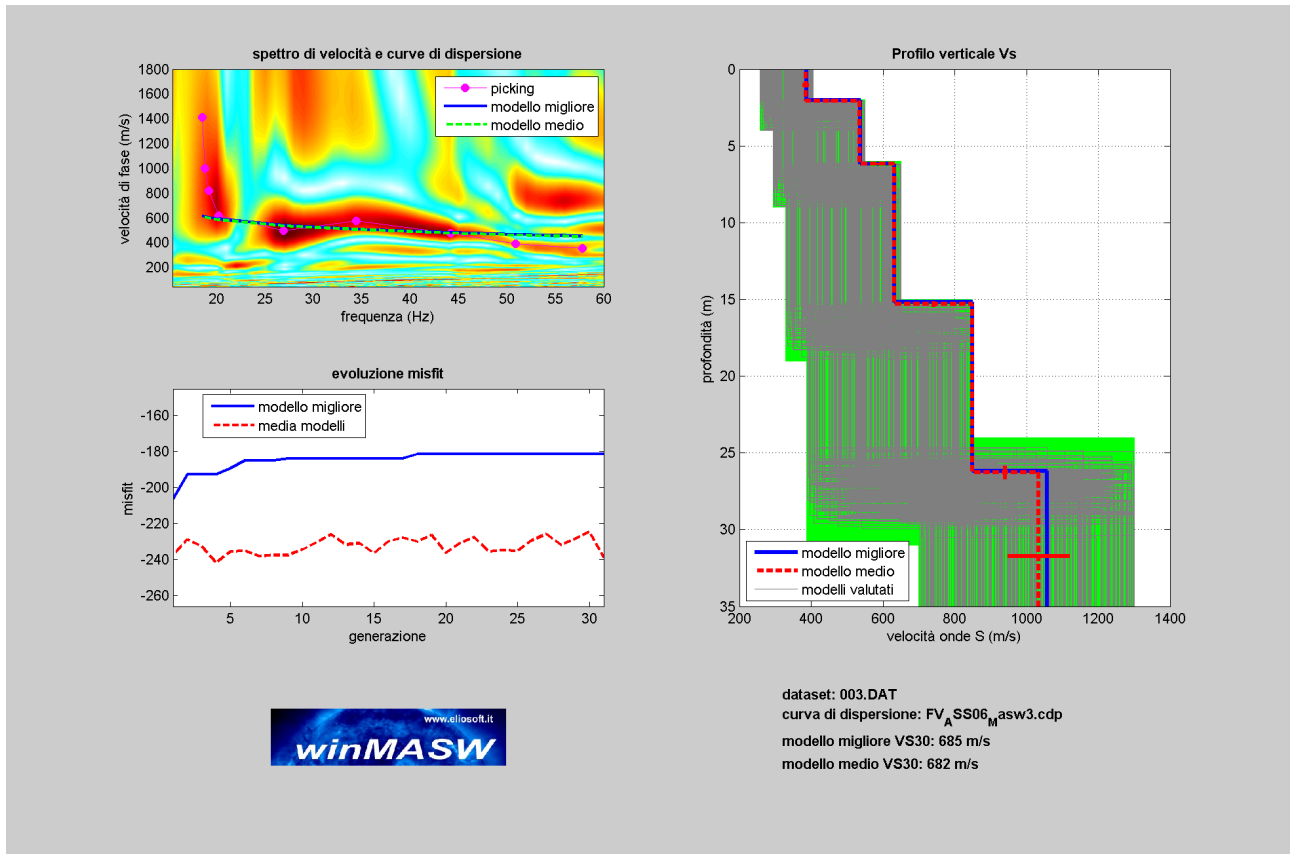 spettro di velocità e curve di dispersione
1800
1600
1400
1200
1000
800
600
400
200
velocità di fase (m/s)
picking
modello migliore
modello medio
20 25 30 35 40 45 50 55 60
frequenza (Hz)
evoluzione misfit
-160
-180
-200
-220
-240
-260
misfit
modello migliore
media modelli
5 10 15 20 25 30
generazione
www.eliosoft.it
winMASW
Profilo verticale Vs
0
5
10
15
20
25
30
35
profondità (m)
modello migliore
modello medio
modelli valutati
200 400 600 800 1000 1200 1400
velocità onde S (m/s)
dataset: 003.DAT
curva di dispersione: FVASS06Masw3.cdp
modello migliore VS30: 685 m/s
modello medio VS30: 682 m/s